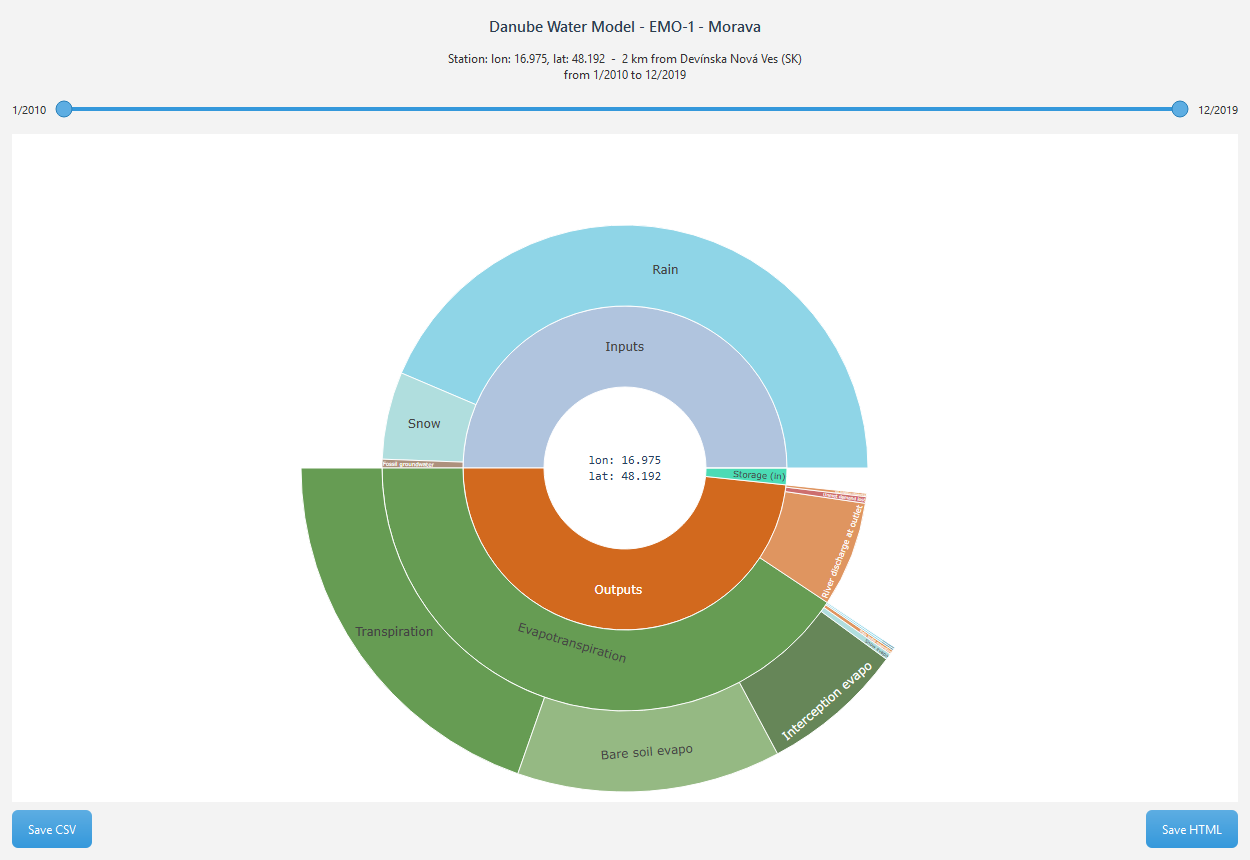 Danube Water Model - EMO-1 - Morava
Station: lon: 16.975, lat: 48.192  -  2 km from Devínska Nová Ves (SK)
from 1/2010 to 12/2019
1/2010
12/2019
Rain
Inputs
Snow
Fossil groundwater
lon: 16.975
lat: 48.192
Storage (in)
River discharge at outlet
Outputs
Evapotranspiration
Transpiration
Interception evapo
Bare soil evapo
Save CSV
Save HTML